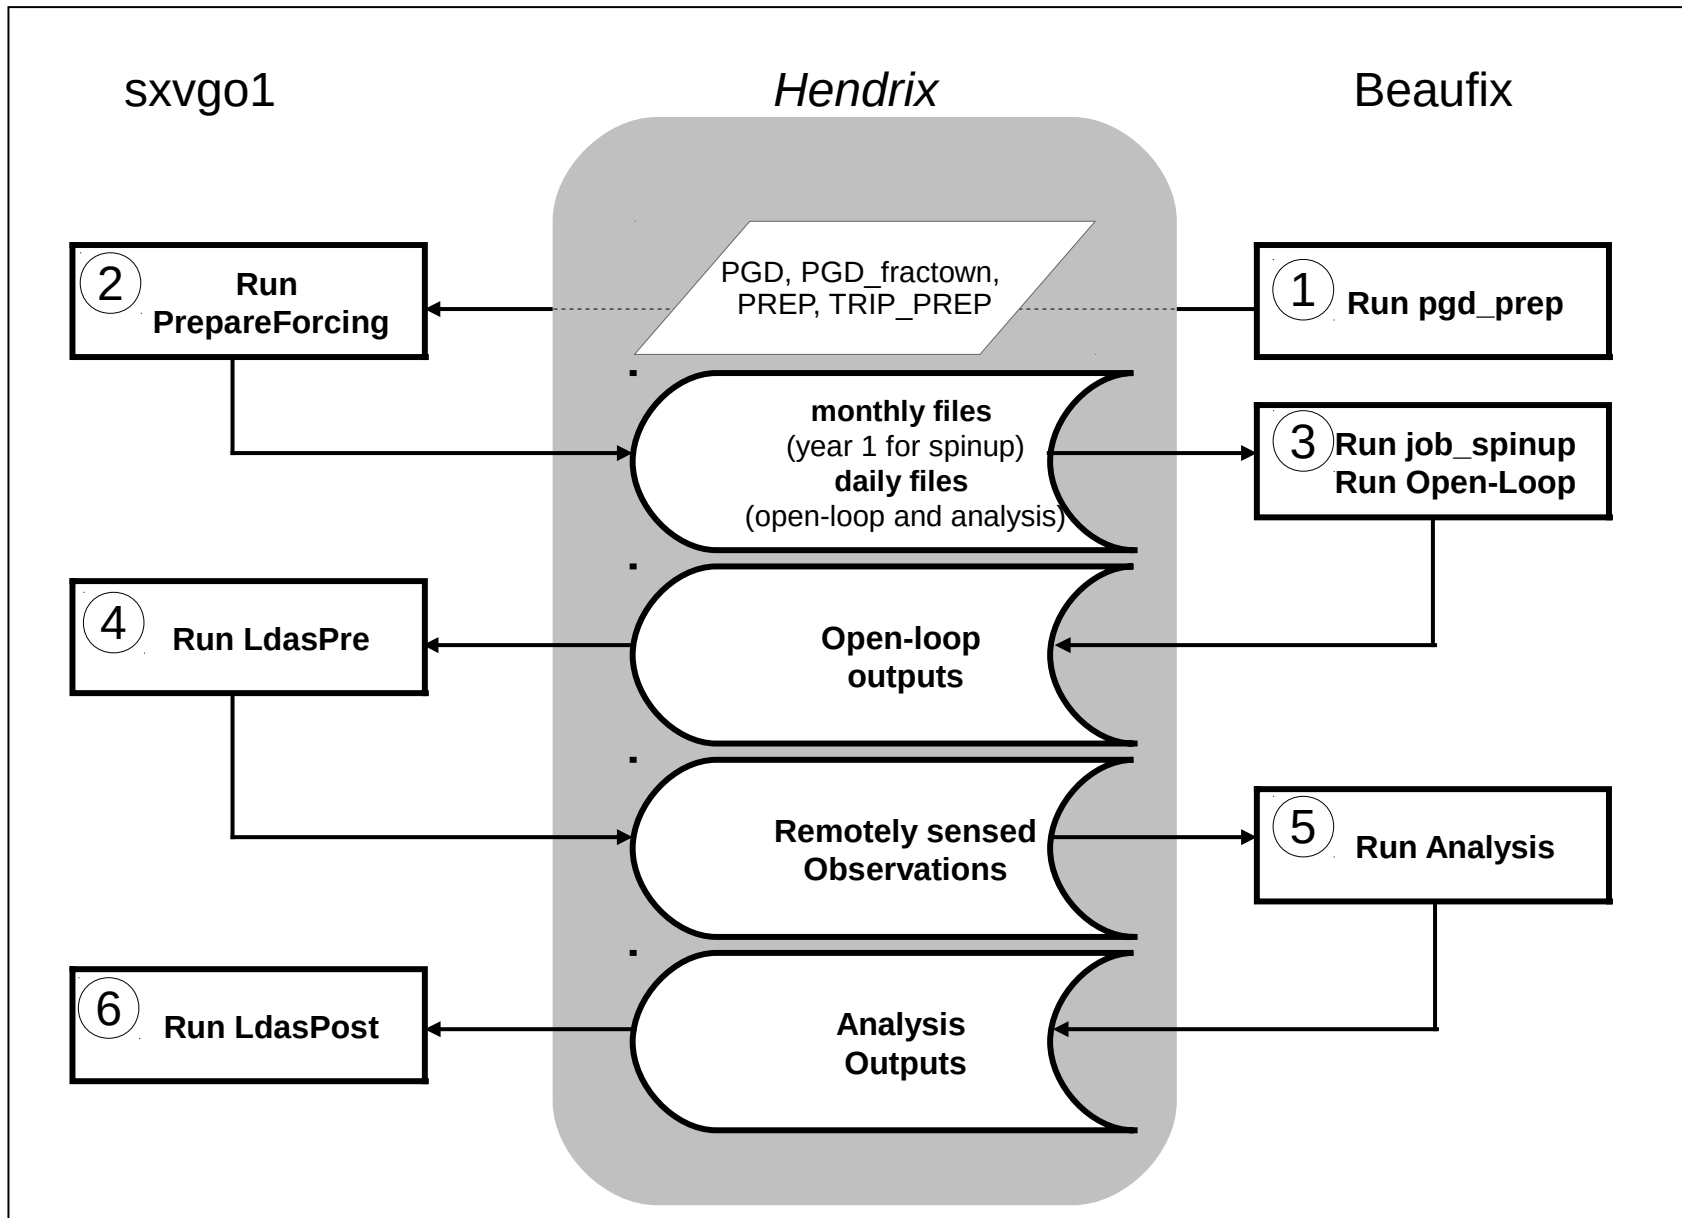 sxvgo1
Hendrix
Beaufix
2
Run
PrepareForcing
PGD, PGD_fractown,
PREP, TRIP_PREP
1
Run pgd_prep
monthly files
(year 1 for spinup)
daily files
(open-loop and analysis)
3
Run job_spinup
Run Open-Loop
4
Run LdasPre
Open-loop
outputs
Remotely sensed
Observations
5
Run Analysis
6
Run LdasPost
Analysis
Outputs